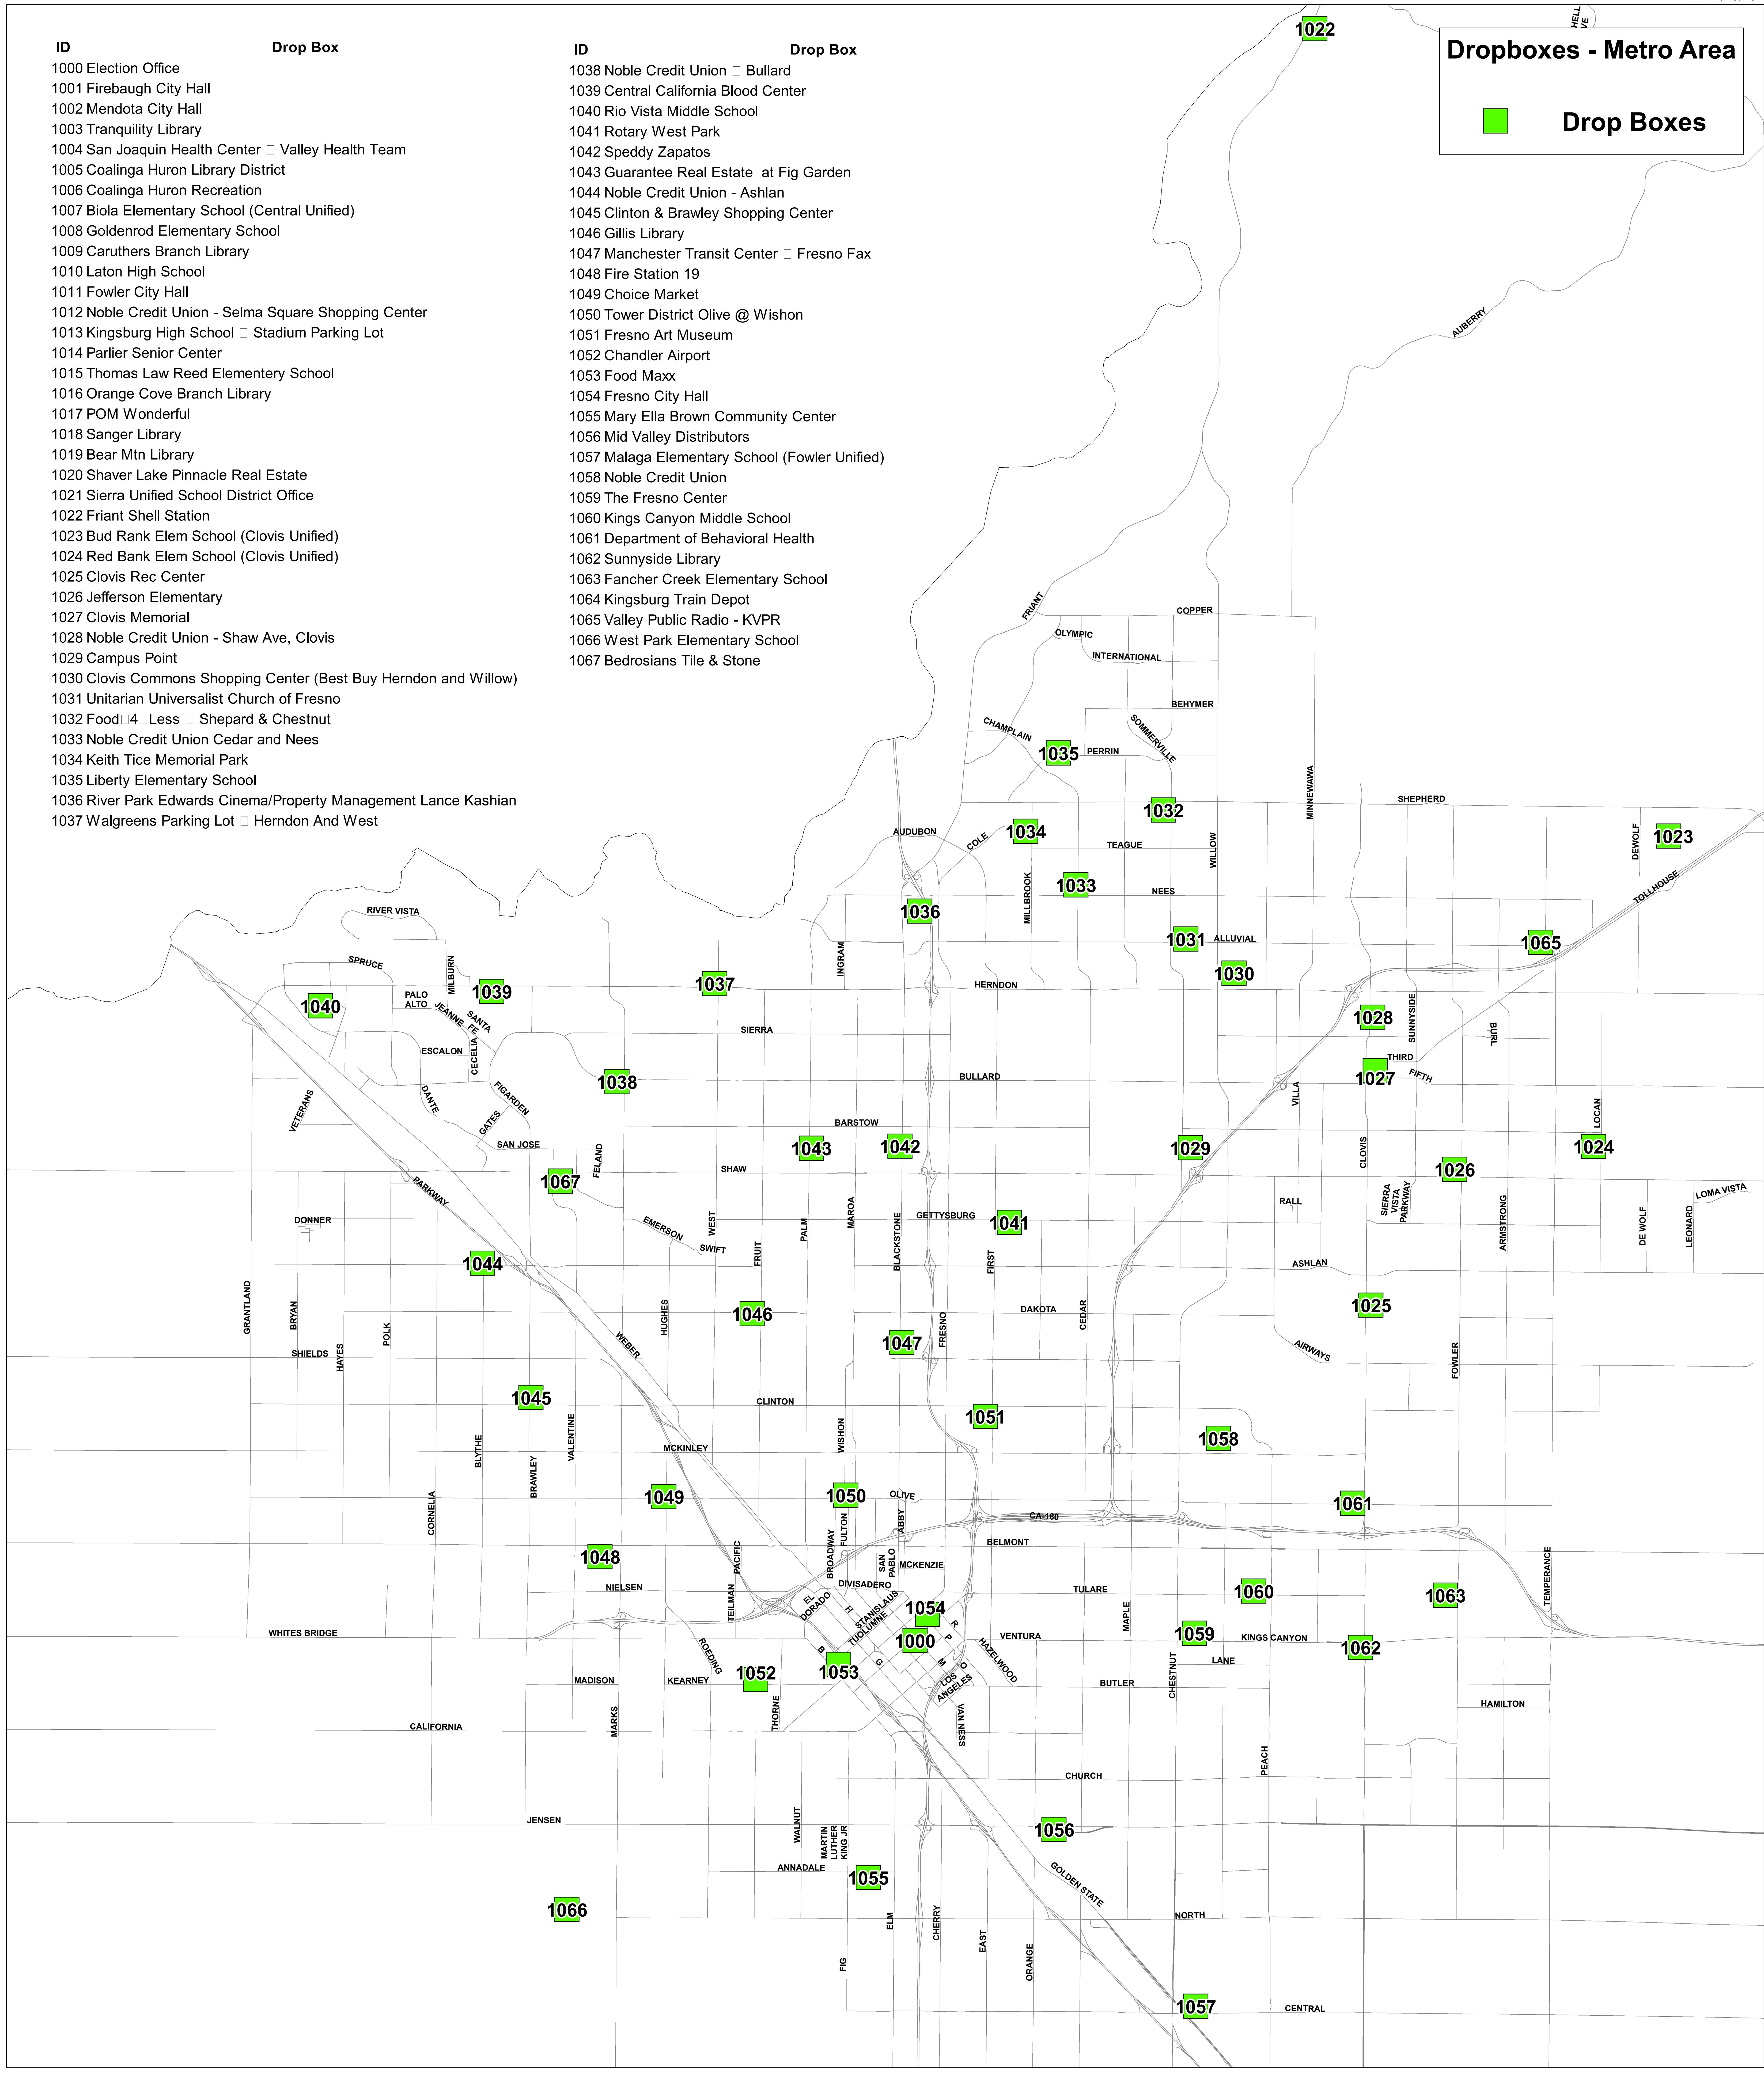 Dropboxes - Metro Area
Drop Boxes
ID Drop Box
1000 Election Office
1001 Firebaugh City Hall
1002 Mendota City Hall
1003 Tranquility Library
1004 San Joaquin Health Center □ Valley Health Team
1005 Coalinga Huron Library District
1006 Coalinga Huron Recreation
1007 Biola Elementary School (Central Unified)
1008 Goldenrod Elementary School
1009 Caruthers Branch Library
1010 Laton High School
1011 Fowler City Hall
1012 Noble Credit Union - Selma Square Shopping Center
1013 Kingsburg High School □ Stadium Parking Lot
1014 Parlier Senior Center
1015 Thomas Law Reed Elementery School
1016 Orange Cove Branch Library
1017 POM Wonderful
1018 Sanger Library
1019 Bear Mtn Library
1020 Shaver Lake Pinnacle Real Estate
1021 Sierra Unified School District Office
1022 Friant Shell Station
1023 Bud Rank Elem School (Clovis Unified)
1024 Red Bank Elem School (Clovis Unified)
1025 Clovis Rec Center
1026 Jefferson Elementary
1027 Clovis Memorial
1028 Noble Credit Union - Shaw Ave, Clovis
1029 Campus Point
1030 Clovis Commons Shopping Center (Best Buy Herndon and Willow)
1031 Unitarian Universalist Church of Fresno
1032 Food□4□Less □ Shepard & Chestnut
1033 Noble Credit Union Cedar and Nees
1034 Keith Tice Memorial Park
1035 Liberty Elementary School
1036 River Park Edwards Cinema/Property Management Lance Kashian
1037 Walgreens Parking Lot □ Herndon And West
ID Drop Box
1038 Noble Credit Union □ Bullard
1039 Central California Blood Center
1040 Rio Vista Middle School
1041 Rotary West Park
1042 Speddy Zapatos
1043 Guarantee Real Estate  at Fig Garden
1044 Noble Credit Union - Ashlan
1045 Clinton & Brawley Shopping Center
1046 Gillis Library
1047 Manchester Transit Center □ Fresno Fax
1048 Fire Station 19
1049 Choice Market
1050 Tower District Olive @ Wishon
1051 Fresno Art Museum
1052 Chandler Airport
1053 Food Maxx
1054 Fresno City Hall
1055 Mary Ella Brown Community Center
1056 Mid Valley Distributors
1057 Malaga Elementary School (Fowler Unified)
1058 Noble Credit Union
1059 The Fresno Center
1060 Kings Canyon Middle School
1061 Department of Behavioral Health
1062 Sunnyside Library
1063 Fancher Creek Elementary School
1064 Kingsburg Train Depot
1065 Valley Public Radio - KVPR
1066 West Park Elementary School
1067 Bedrosians Tile & Stone
1022
HELL
VE
AUBERRY
FRIANT
COPPER
OLYMPIC
INTERNATIONAL
BEHYMER
CHAMPLAIN
SOMMERVILLE
1035
PERRIN
MINNEWAWA
1032
SHEPHERD
AUDUBON
COLE
1034
TEAGUE
WILLOW
DEWOLF
1023
1033
MILLBROOK
NEES
TOLLHOUSE
RIVER VISTA
1036
1031
ALLUVIAL
1065
INGRAM
SPRUCE
MILBURN
1030
1037
HERNDON
1039
1040
PALO
ALTO
JEANNE
SANTA
FE
1028
SUNNYSIDE
SIERRA
BURL
ESCALON
CECELIA
THIRD
1027
FIFTH
1038
BULLARD
VILLA
DANTE
FIGARDEN
VETERANS
GATES
LOCAN
BARSTOW
SAN JOSE
FELAND
1043
1042
1029
CLOVIS
1024
1026
SHAW
1067
PARKWAY
RALL
SIERRA
VISTA
PARKWAY
LOMA VISTA
DONNER
EMERSON
SWIFT
WEST
FRUIT
PALM
MAROA
BLACKSTONE
GETTYSBURG
1041
FIRST
ARMSTRONG
DE WOLF
LEONARD
1044
ASHLAN
GRANTLAND
BRYAN
HAYES
POLK
HUGHES
1046
DAKOTA
CEDAR
1025
FRESNO
1047
WEBER
SHIELDS
AIRWAYS
FOWLER
1045
CLINTON
1051
VALENTINE
BLYTHE
BRAWLEY
WISHON
1058
MCKINLEY
CORNELIA
1049
1050
OLIVE
1061
ABBY
FULTON
CA-180
BELMONT
1048
PACIFIC
BROADWAY
SAN
PABLO
MCKENZIE
NIELSEN
DIVISADERO
TULARE
1060
1063
TEMPERANCE
TEILMAN
EL
DORADO
H
STANISLAUS
TUOLUMNE
1054
R
P
MAPLE
WHITES BRIDGE
1000
VENTURA
1059
KINGS CANYON
1062
B
G
M
O
HAZELWOOD
LANE
ROEDING
MADISON
KEARNEY
1052
1053
LOS
ANGELES
BUTLER
CHESTNUT
HAMILTON
CALIFORNIA
MARKS
THORNE
VAN NESS
PEACH
CHURCH
JENSEN
WALNUT
MARTIN
LUTHER
KING JR
1056
ANNADALE
1055
GOLDEN STATE
1066
ELM
CHERRY
EAST
ORANGE
NORTH
FIG
1057
CENTRAL